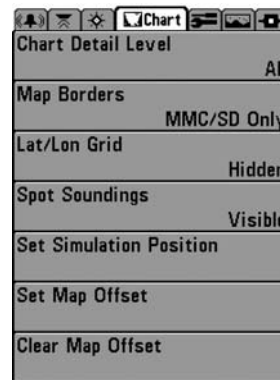 Chart
Chart Detail Level
Al
Map Borders
MMC/SD Only
Lat/Lon Grid
Hidden
Spot Soundings
Visible
Set Simulation Position
Set Map Offset
Clear Map Offset